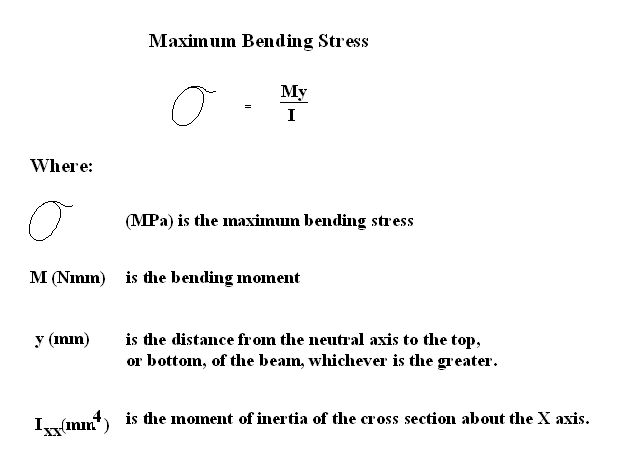 Maximum Bending Stress
σ = My
I
Where:
σ (MPa) is the maximum bending stress
M (Nmm) is the bending moment
y (mm) is the distance from the neutral axis to the top,
or bottom, of the beam, whichever is the greater.
Ixx(mm4) is the moment of inertia of the cross section about the X axis.